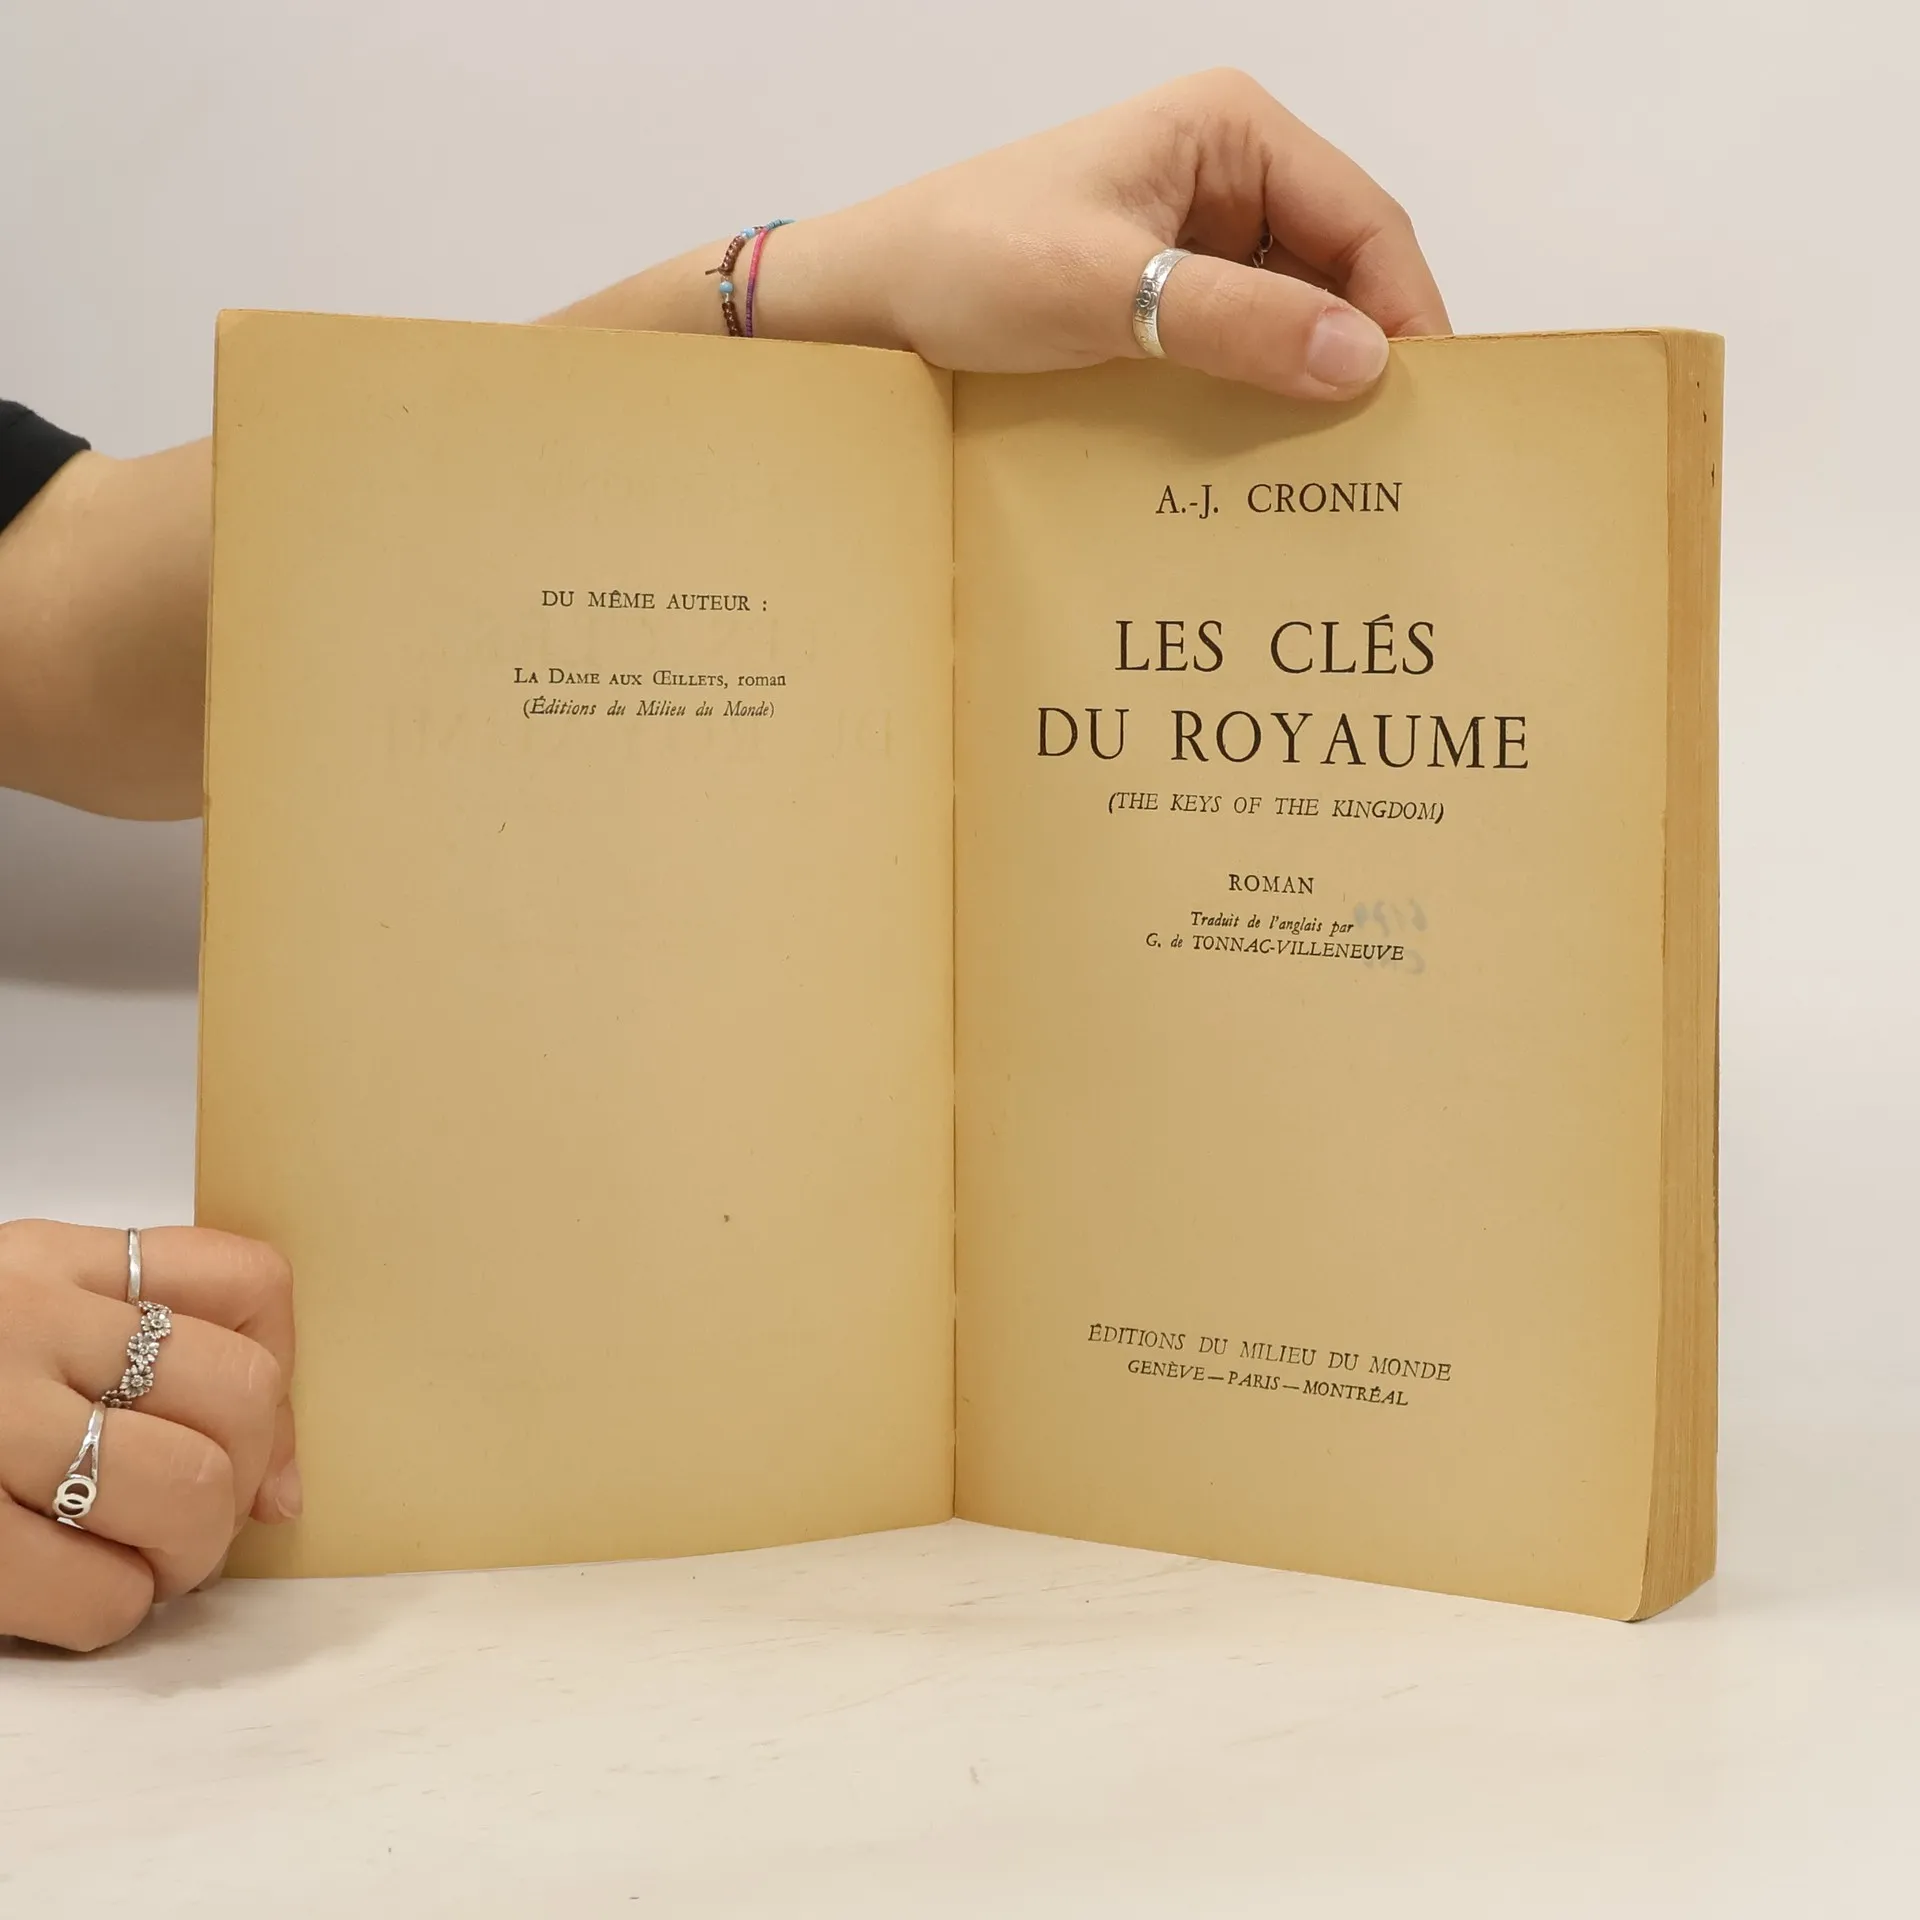 DU MÊME AUTEUR :
LA DAME AUX ŒILLETS, roman
(Éditions du Milieu du Monde)
A.-J. CRONIN
LES CLÉS
DU ROYAUME
(THE KEYS OF THE KINGDOM)
ROMAN
Traduit de l'anglais par
G. de TONNAC-VILLENEUVE
ÉDITIONS DU MILIEU DU MONDE
GENÈVE — PARIS — MONTRÉAL